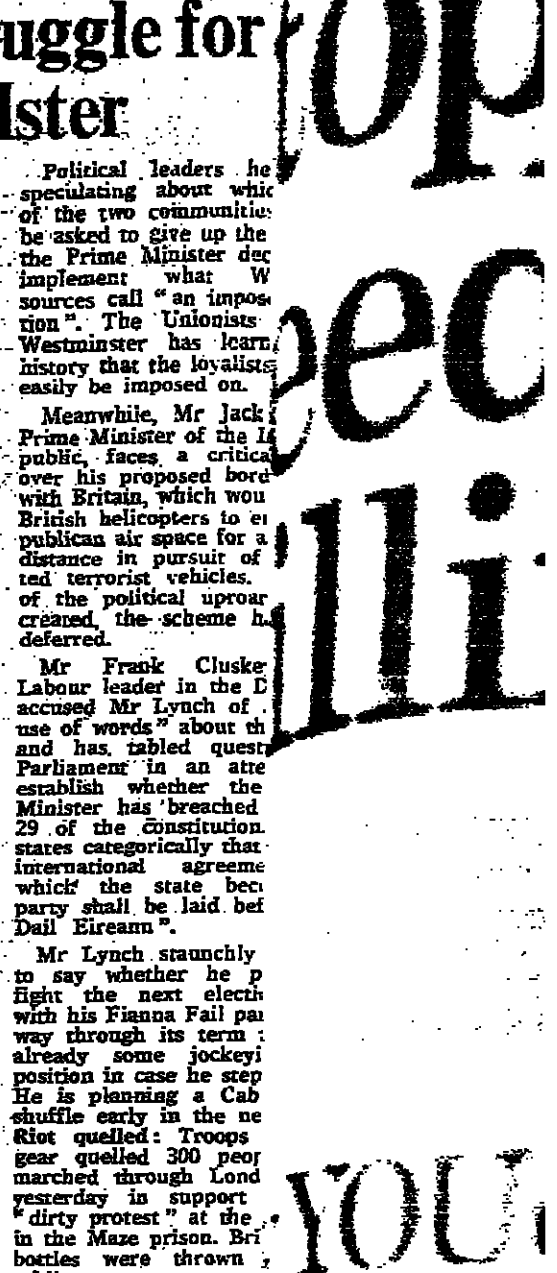 uggle for
lster
Political leaders he
speculating about whic
of the two communities
be asked to give up the
the Prime Minister dec
implement what W
sources call "an impos
tion". The Unionists
Westminster has learn
history that the loyalists
easily be imposed on.
Meanwhile, Mr Jack
Prime Minister of the
public, faces a critica
over his proposed bord
with Britain, which wou
British helicopters to e
publican air space for a
distance in pursuit of
ted terrorist vehicles.
of the political uproar
created, the scheme h
deferred.
Mr Frank Cluske
Labour leader in the D
accused Mr Lynch of
use of words" about th
and has tabled quest
Parliament in an atte
establish whether the
Minister has breached
29 of the constitution
states categorically that
international agreeme
which the state bec
party shall be laid bef
Dail Eireann".
Mr Lynch staunchly
to say whether he p
fight the next electi
with his Fianna Fail par
way through its term
already some jockeyi
position in case he step
He is planning a Cab
shuffle early in the ne
Riot quelled: Troops
gear quelled 300 peop
marched through Lond
yesterday in support
"dirty protest" at the
in the Maze prison. Bri
bottles were thrown
op
eec
lli
YOU